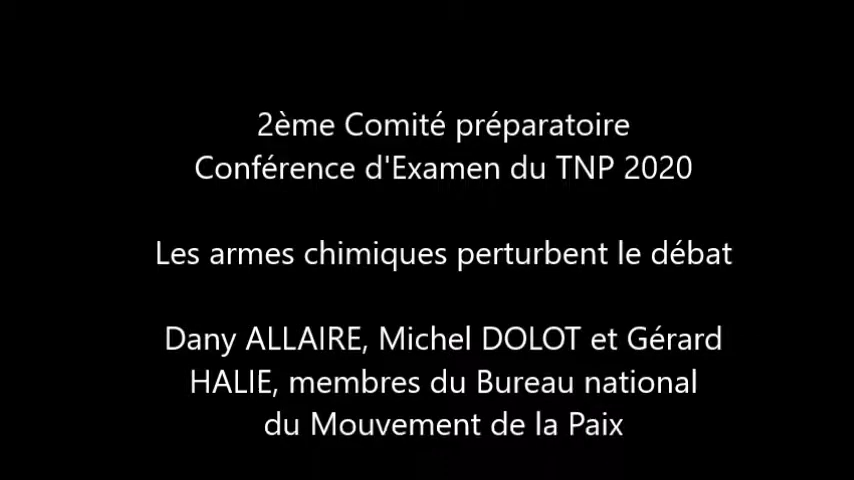 2ème Comité préparatoire
Conférence d'Examen du TNP 2020
Les armes chimiques perturbent le débat
Dany ALLAIRE, Michel DOLOT et Gérard
HALIE, membres du Bureau national
du Mouvement de la Paix